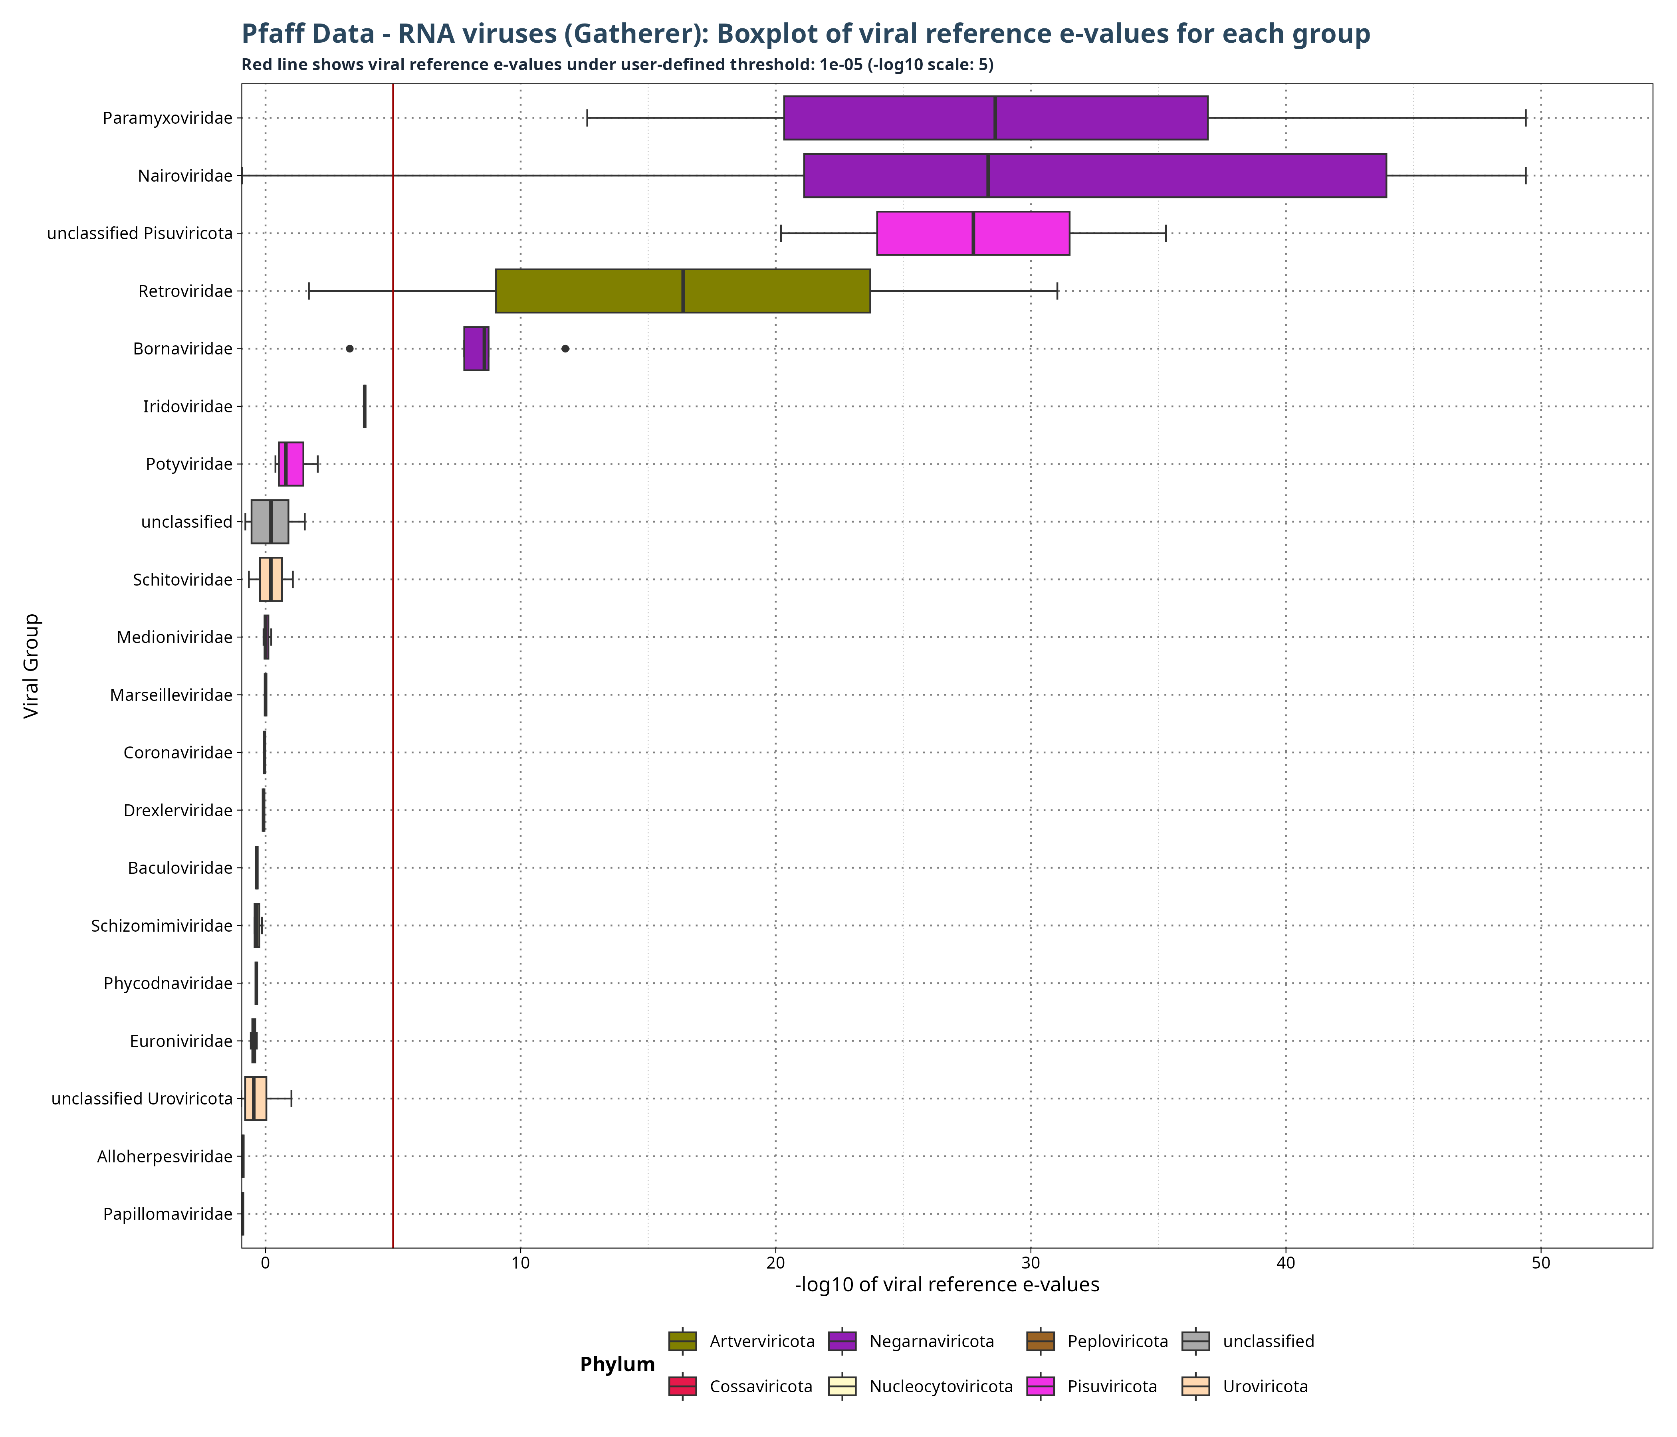 Pfaff Data - RNA viruses (Gatherer): Boxplot of viral reference e-values for each group
Red line shows viral reference e-values under user-defined threshold: 1e-05 (-log10 scale: 5)
Viral Group
Paramyxoviridae
Nairoviridae
unclassified Pisuviricota
Retroviridae
Bornaviridae
Iridoviridae
Potyviridae
unclassified
Schitoviridae
Medioniviridae
Marseilleviridae
Coronaviridae
Drexlerviridae
Baculoviridae
Schizomimiviridae
Phycodnaviridae
Euroniviridae
unclassified Uroviricota
Alloherpesviridae
Papillomaviridae
0 10 20 30 40 50
-log10 of viral reference e-values
Phylum
Artverviricota Negarnaviricota Peploviricota unclassified
Cossaviricota Nucleocytoviricota Pisuviricota Uroviricota